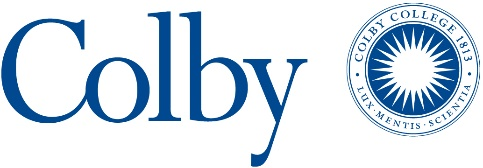 Colby
· COLBY COLLEGE 1813 ·
LUX · MENTIS · SCIENTIA